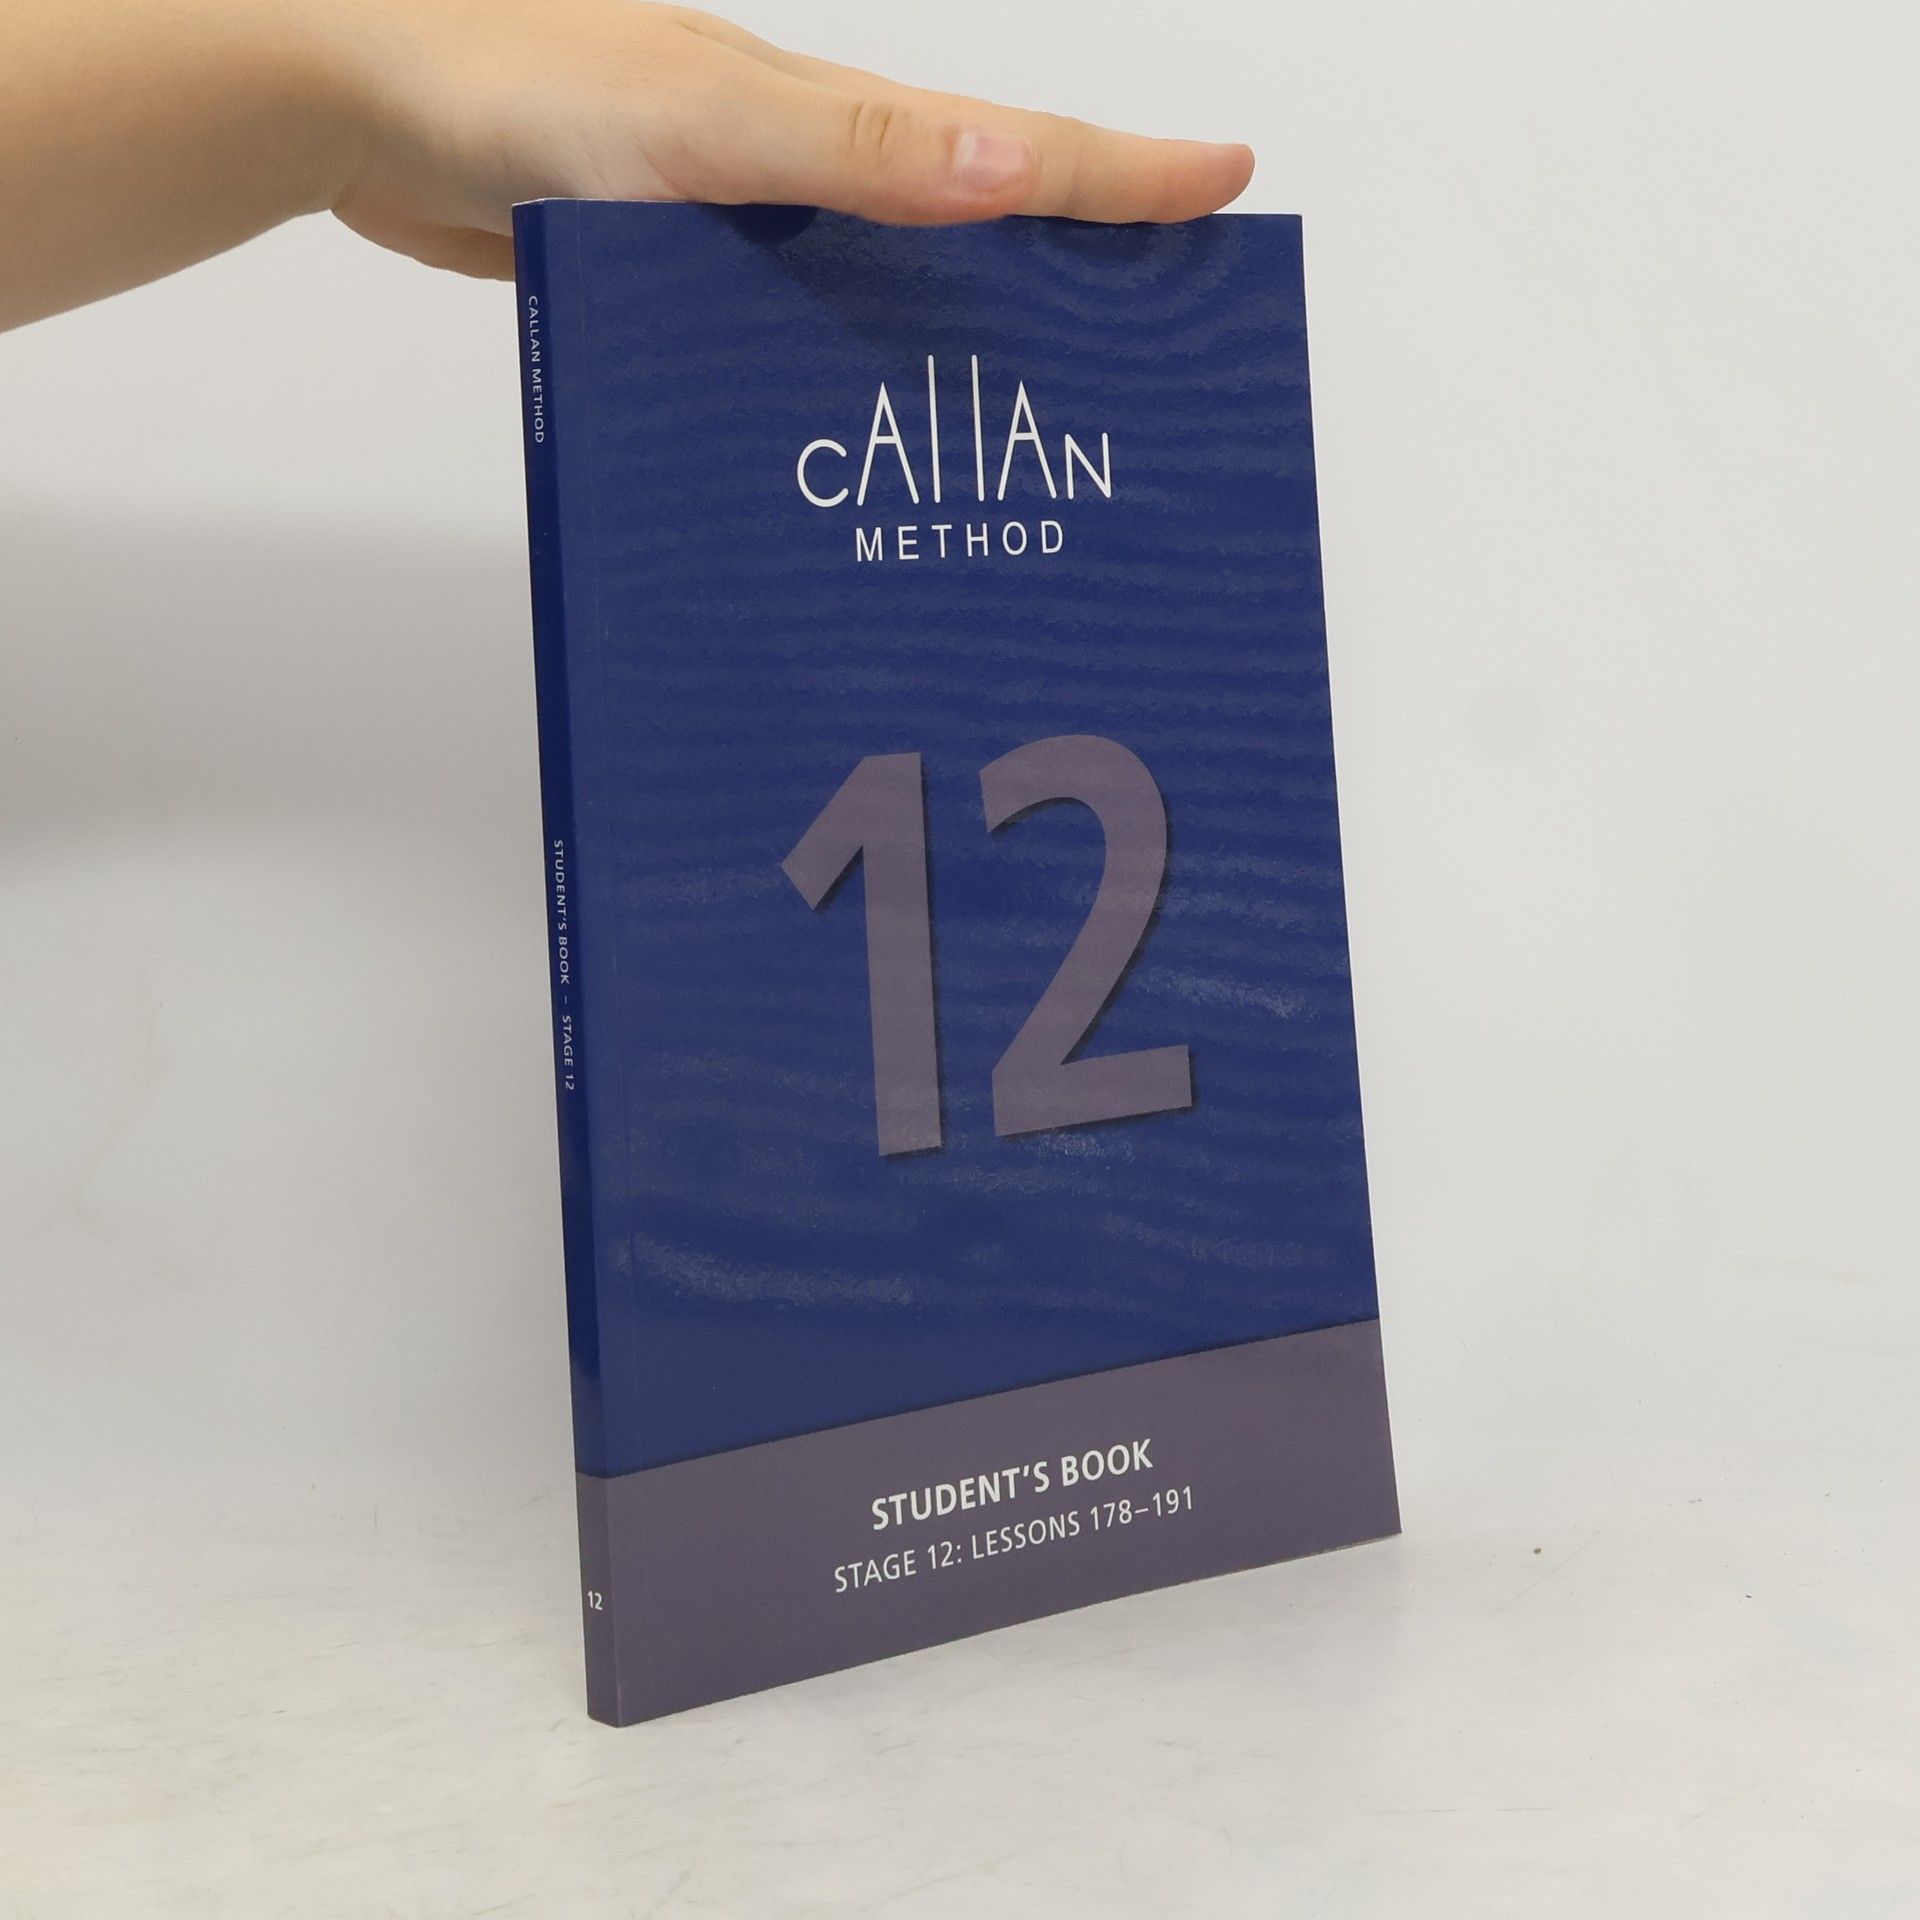 CALLAN METHOD
STUDENT'S BOOK – STAGE 12
12
CALLAN
METHOD
12
STUDENT'S BOOK
STAGE 12: LESSONS 178–191